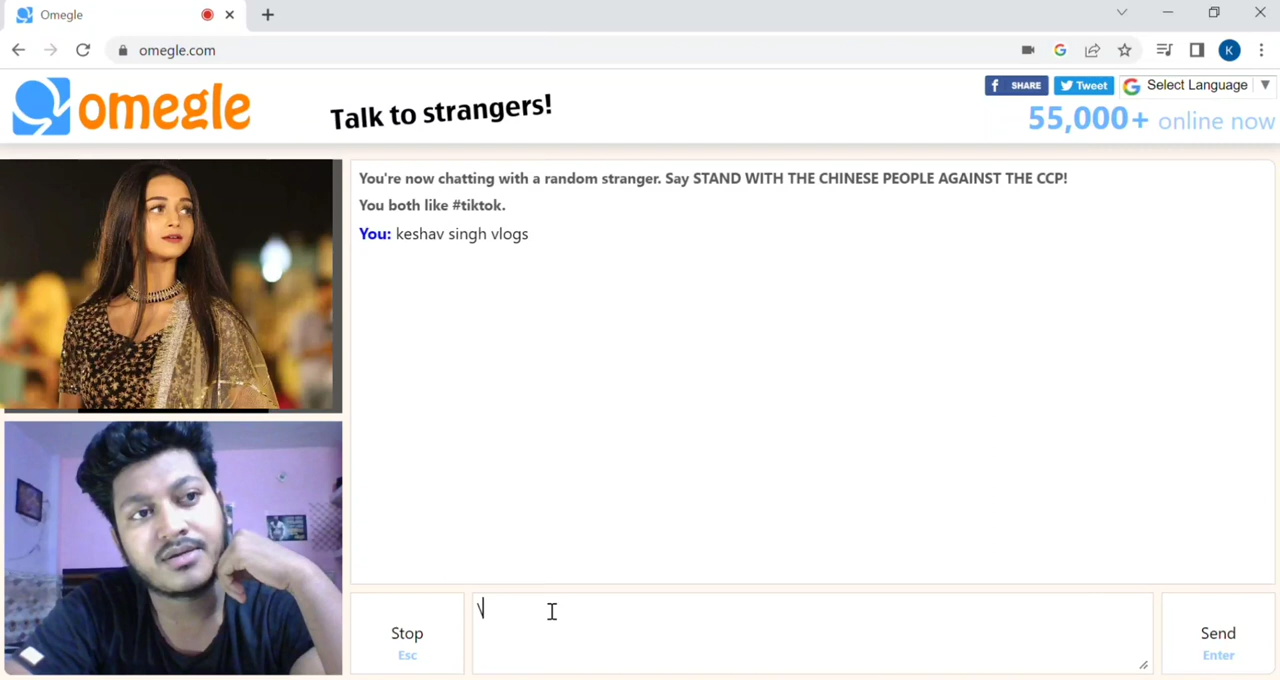 Omegle
omegle.com
K
omegle
Talk to strangers!
f SHARE
Tweet
G Select Language ▼
55,000+ online now
You're now chatting with a random stranger. Say STAND WITH THE CHINESE PEOPLE AGAINST THE CCP!
You both like #tiktok.
You: keshav singh vlogs
\
Stop
Esc
Send
Enter